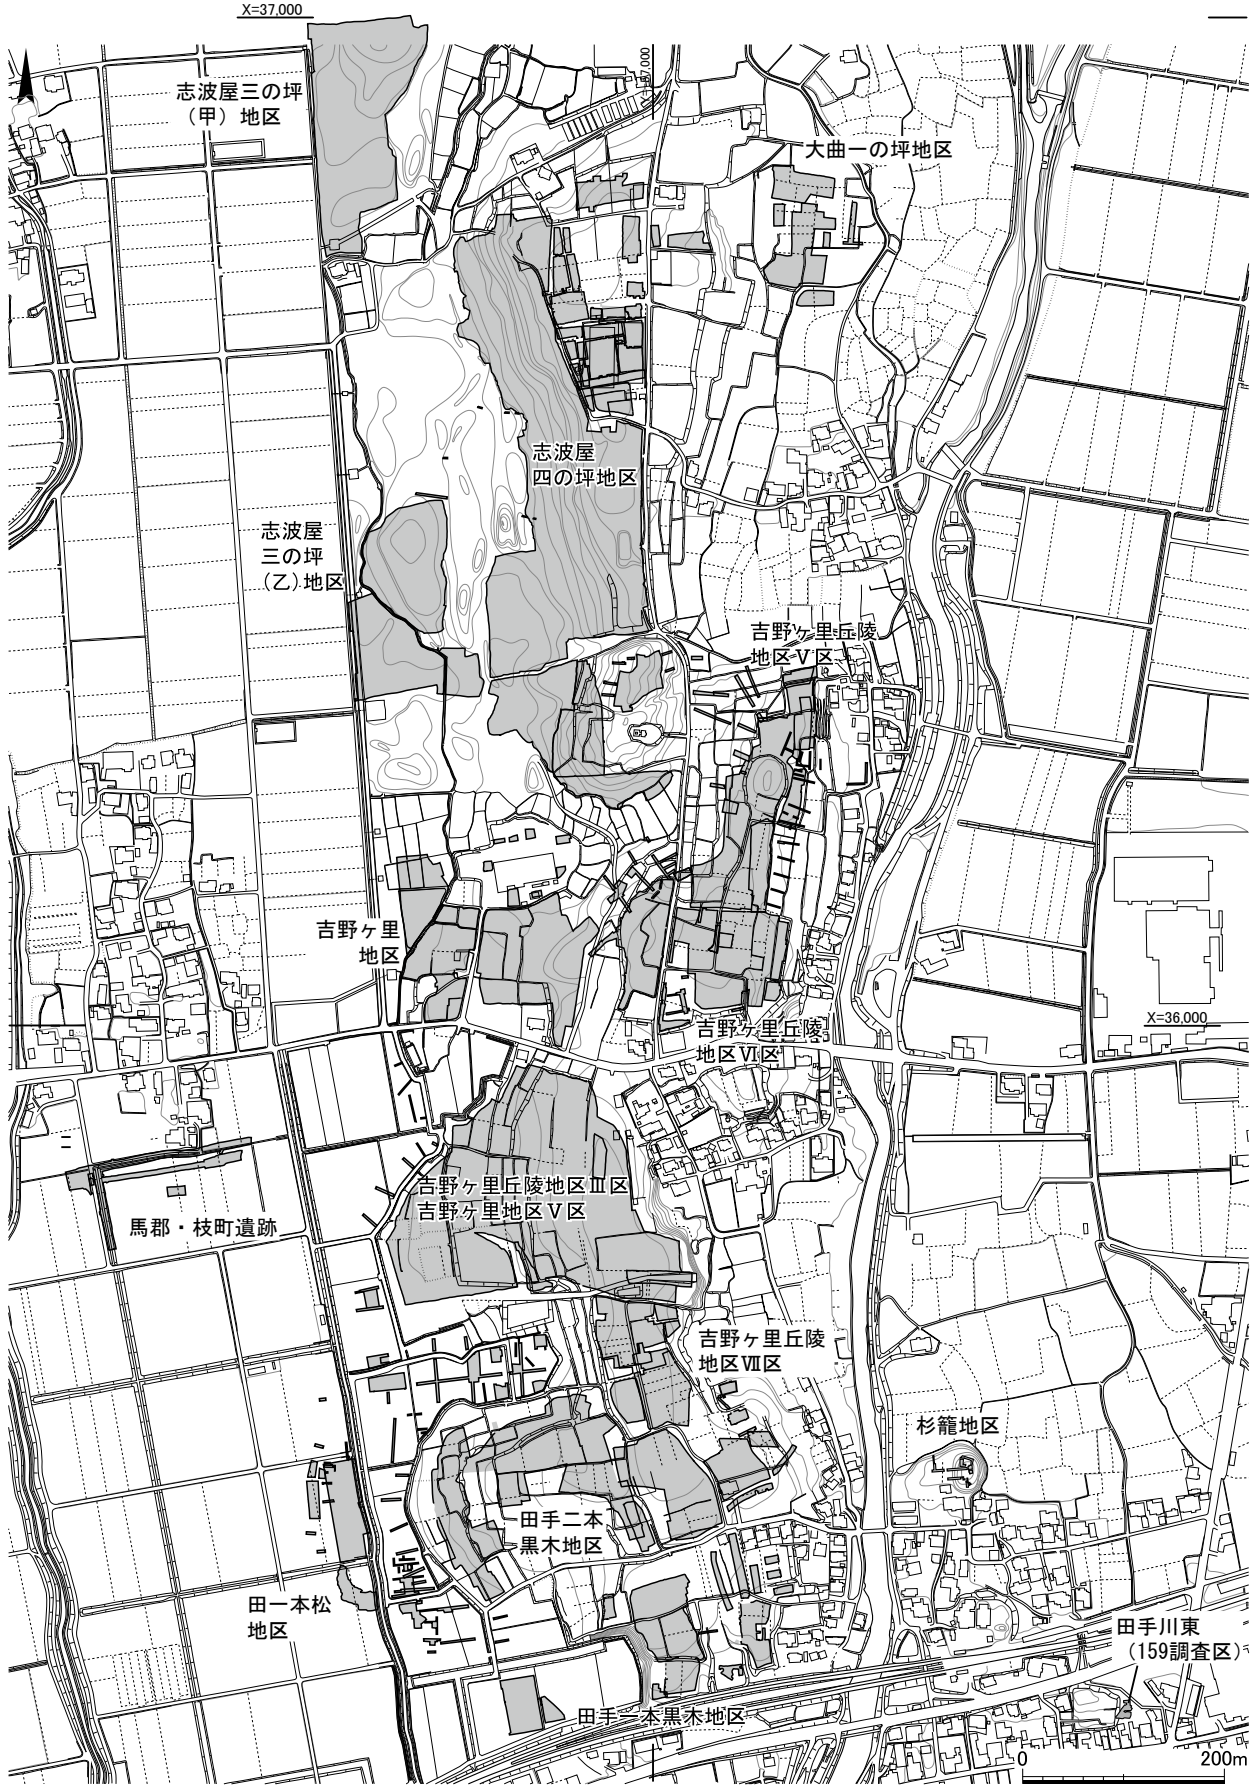 X=37,000
志波屋三の坪
（甲）地区
大曲一の坪地区
志波屋
四の坪地区
志波屋
三の坪
（乙）地区
吉野ヶ里丘陵
地区Ⅴ区
吉野ヶ里
地区
X=36,000
吉野ヶ里丘陵
地区Ⅵ区
吉野ヶ里丘陵地区Ⅲ区
吉野ヶ里地区Ⅴ区
馬郡・枝町遺跡
吉野ヶ里丘陵
地区Ⅶ区
杉籠地区
田手二本
黒木地区
田一本松
地区
田手川東
（159調査区）
田手一本黒木地区
0 200m